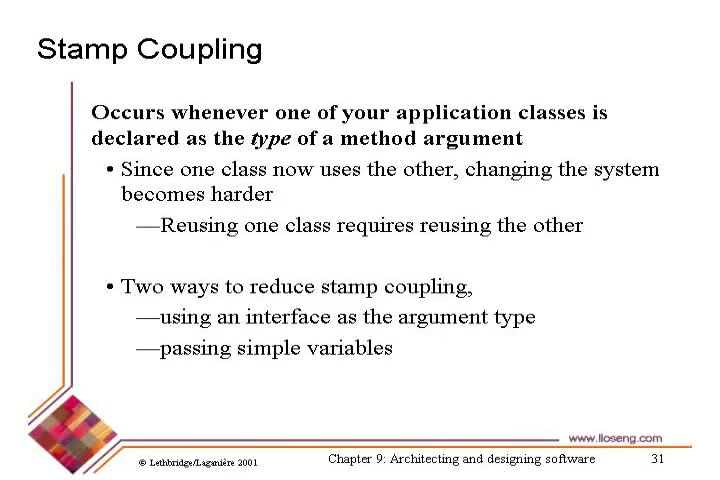 Stamp Coupling
Occurs whenever one of your application classes is
declared as the type of a method argument
• Since one class now uses the other, changing the system
becomes harder
—Reusing one class requires reusing the other
• Two ways to reduce stamp coupling,
—using an interface as the argument type
—passing simple variables
www.lloseng.com
© Lethbridge/Laganière 2001
Chapter 9: Architecting and designing software
31